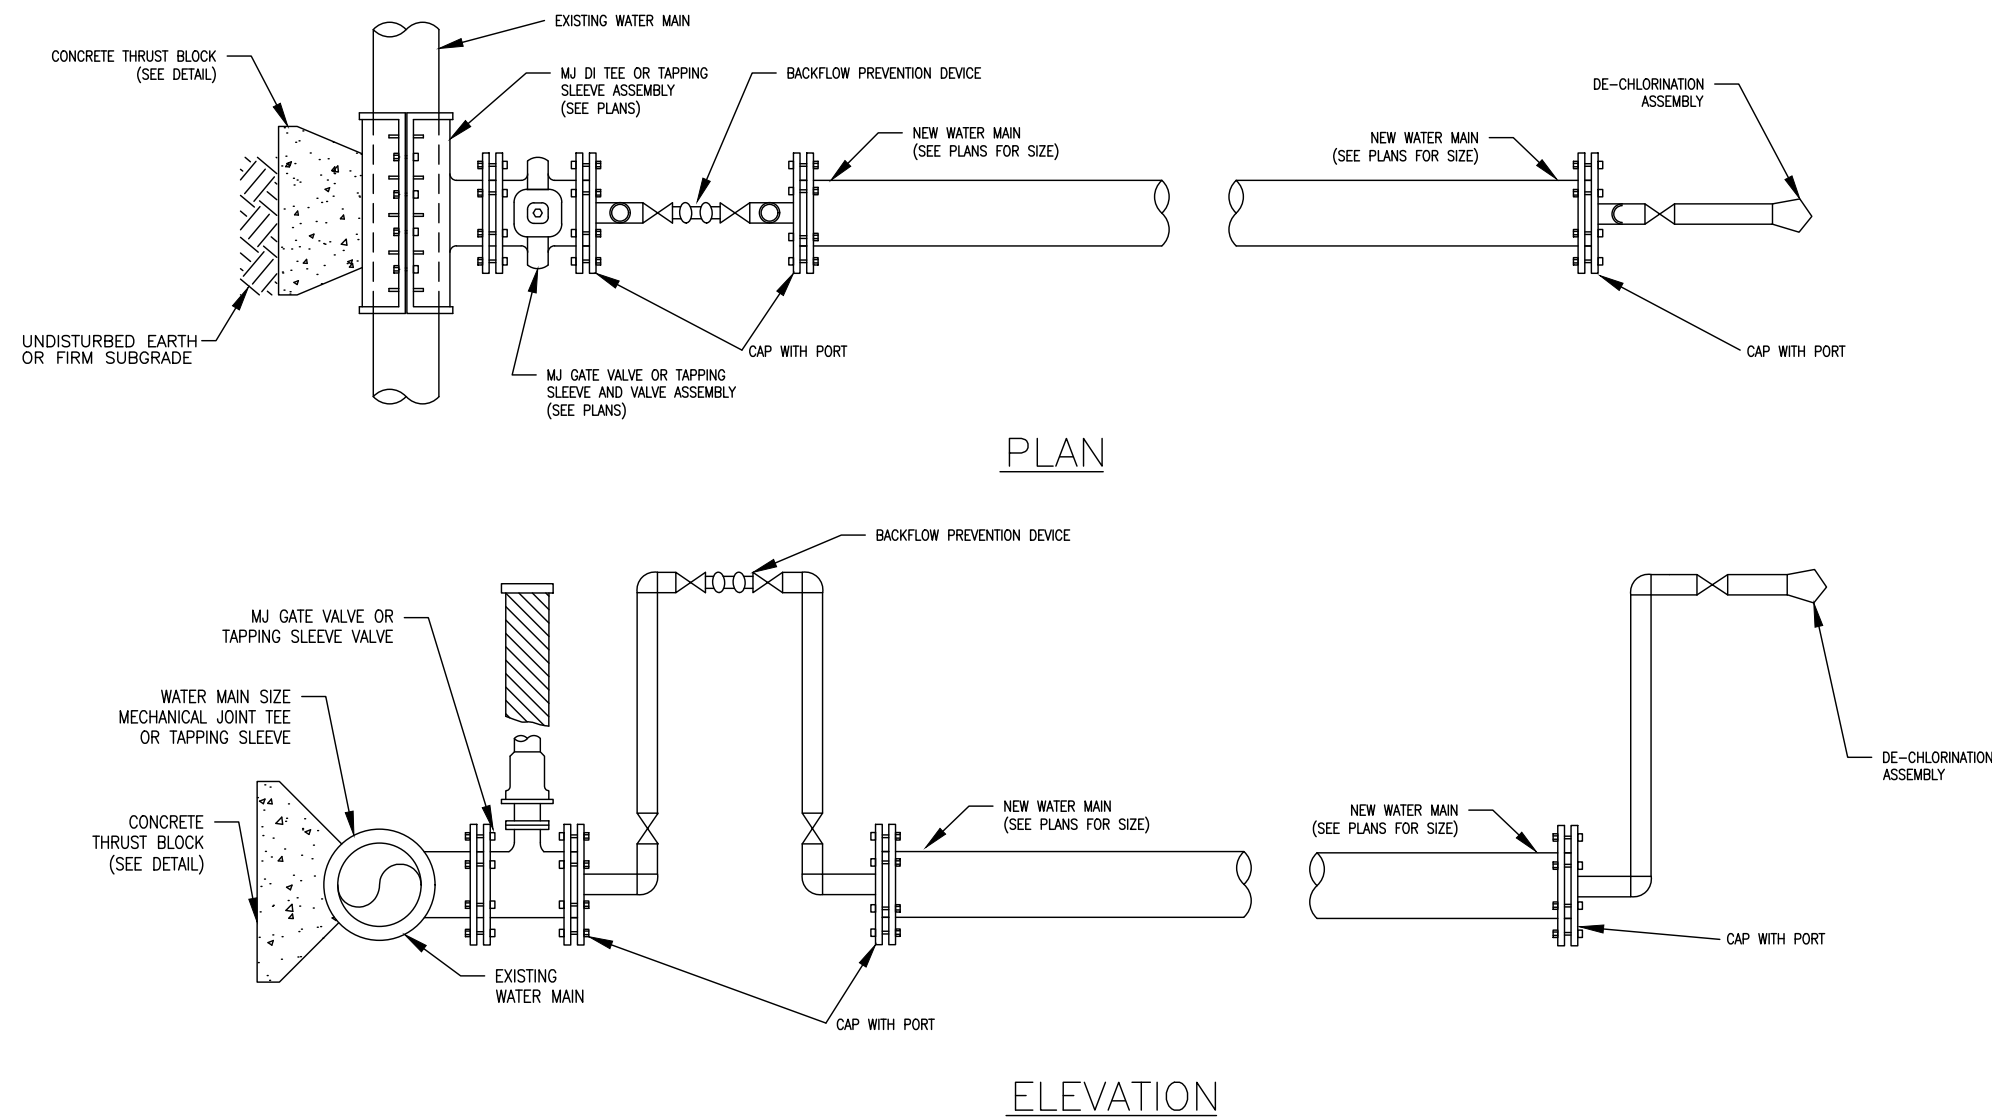 EXISTING WATER MAIN
CONCRETE THRUST BLOCK
(SEE DETAIL)
MJ DI TEE OR TAPPING
SLEEVE ASSEMBLY
(SEE PLANS)
BACKFLOW PREVENTION DEVICE
DE-CHLORINATION
ASSEMBLY
NEW WATER MAIN
(SEE PLANS FOR SIZE)
NEW WATER MAIN
(SEE PLANS FOR SIZE)
UNDISTURBED EARTH
OR FIRM SUBGRADE
CAP WITH PORT
CAP WITH PORT
MJ GATE VALVE OR TAPPING
SLEEVE AND VALVE ASSEMBLY
(SEE PLANS)
PLAN
BACKFLOW PREVENTION DEVICE
MJ GATE VALVE OR
TAPPING SLEEVE VALVE
WATER MAIN SIZE
MECHANICAL JOINT TEE
OR TAPPING SLEEVE
DE-CHLORINATION
ASSEMBLY
CONCRETE
THRUST BLOCK
(SEE DETAIL)
NEW WATER MAIN
(SEE PLANS FOR SIZE)
NEW WATER MAIN
(SEE PLANS FOR SIZE)
CAP WITH PORT
EXISTING
WATER MAIN
CAP WITH PORT
ELEVATION